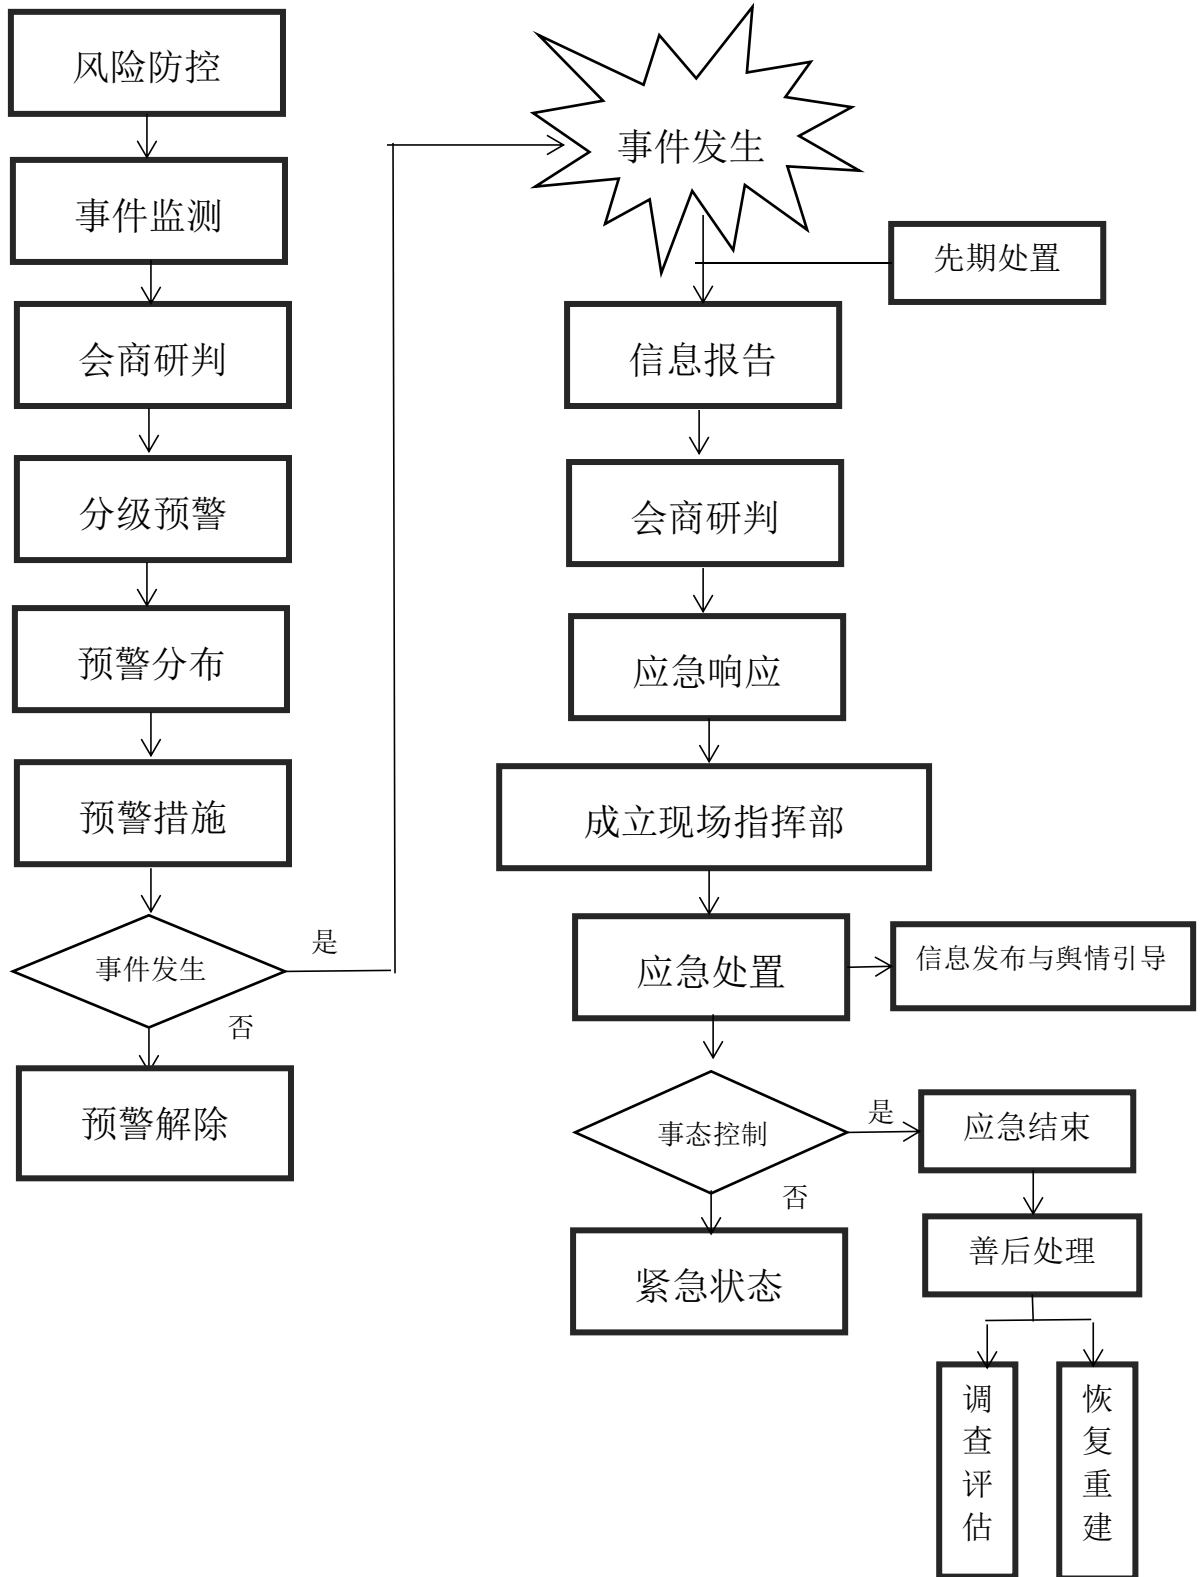 风险防控
事件监测
会商研判
分级预警
预警分布
预警措施
事件发生
是
否
预警解除
事件发生
先期处置
信息报告
会商研判
应急响应
成立现场指挥部
应急处置
信息发布与舆情引导
事态控制
是
否
紧急状态
应急结束
善后处理
调查评估
恢复重建